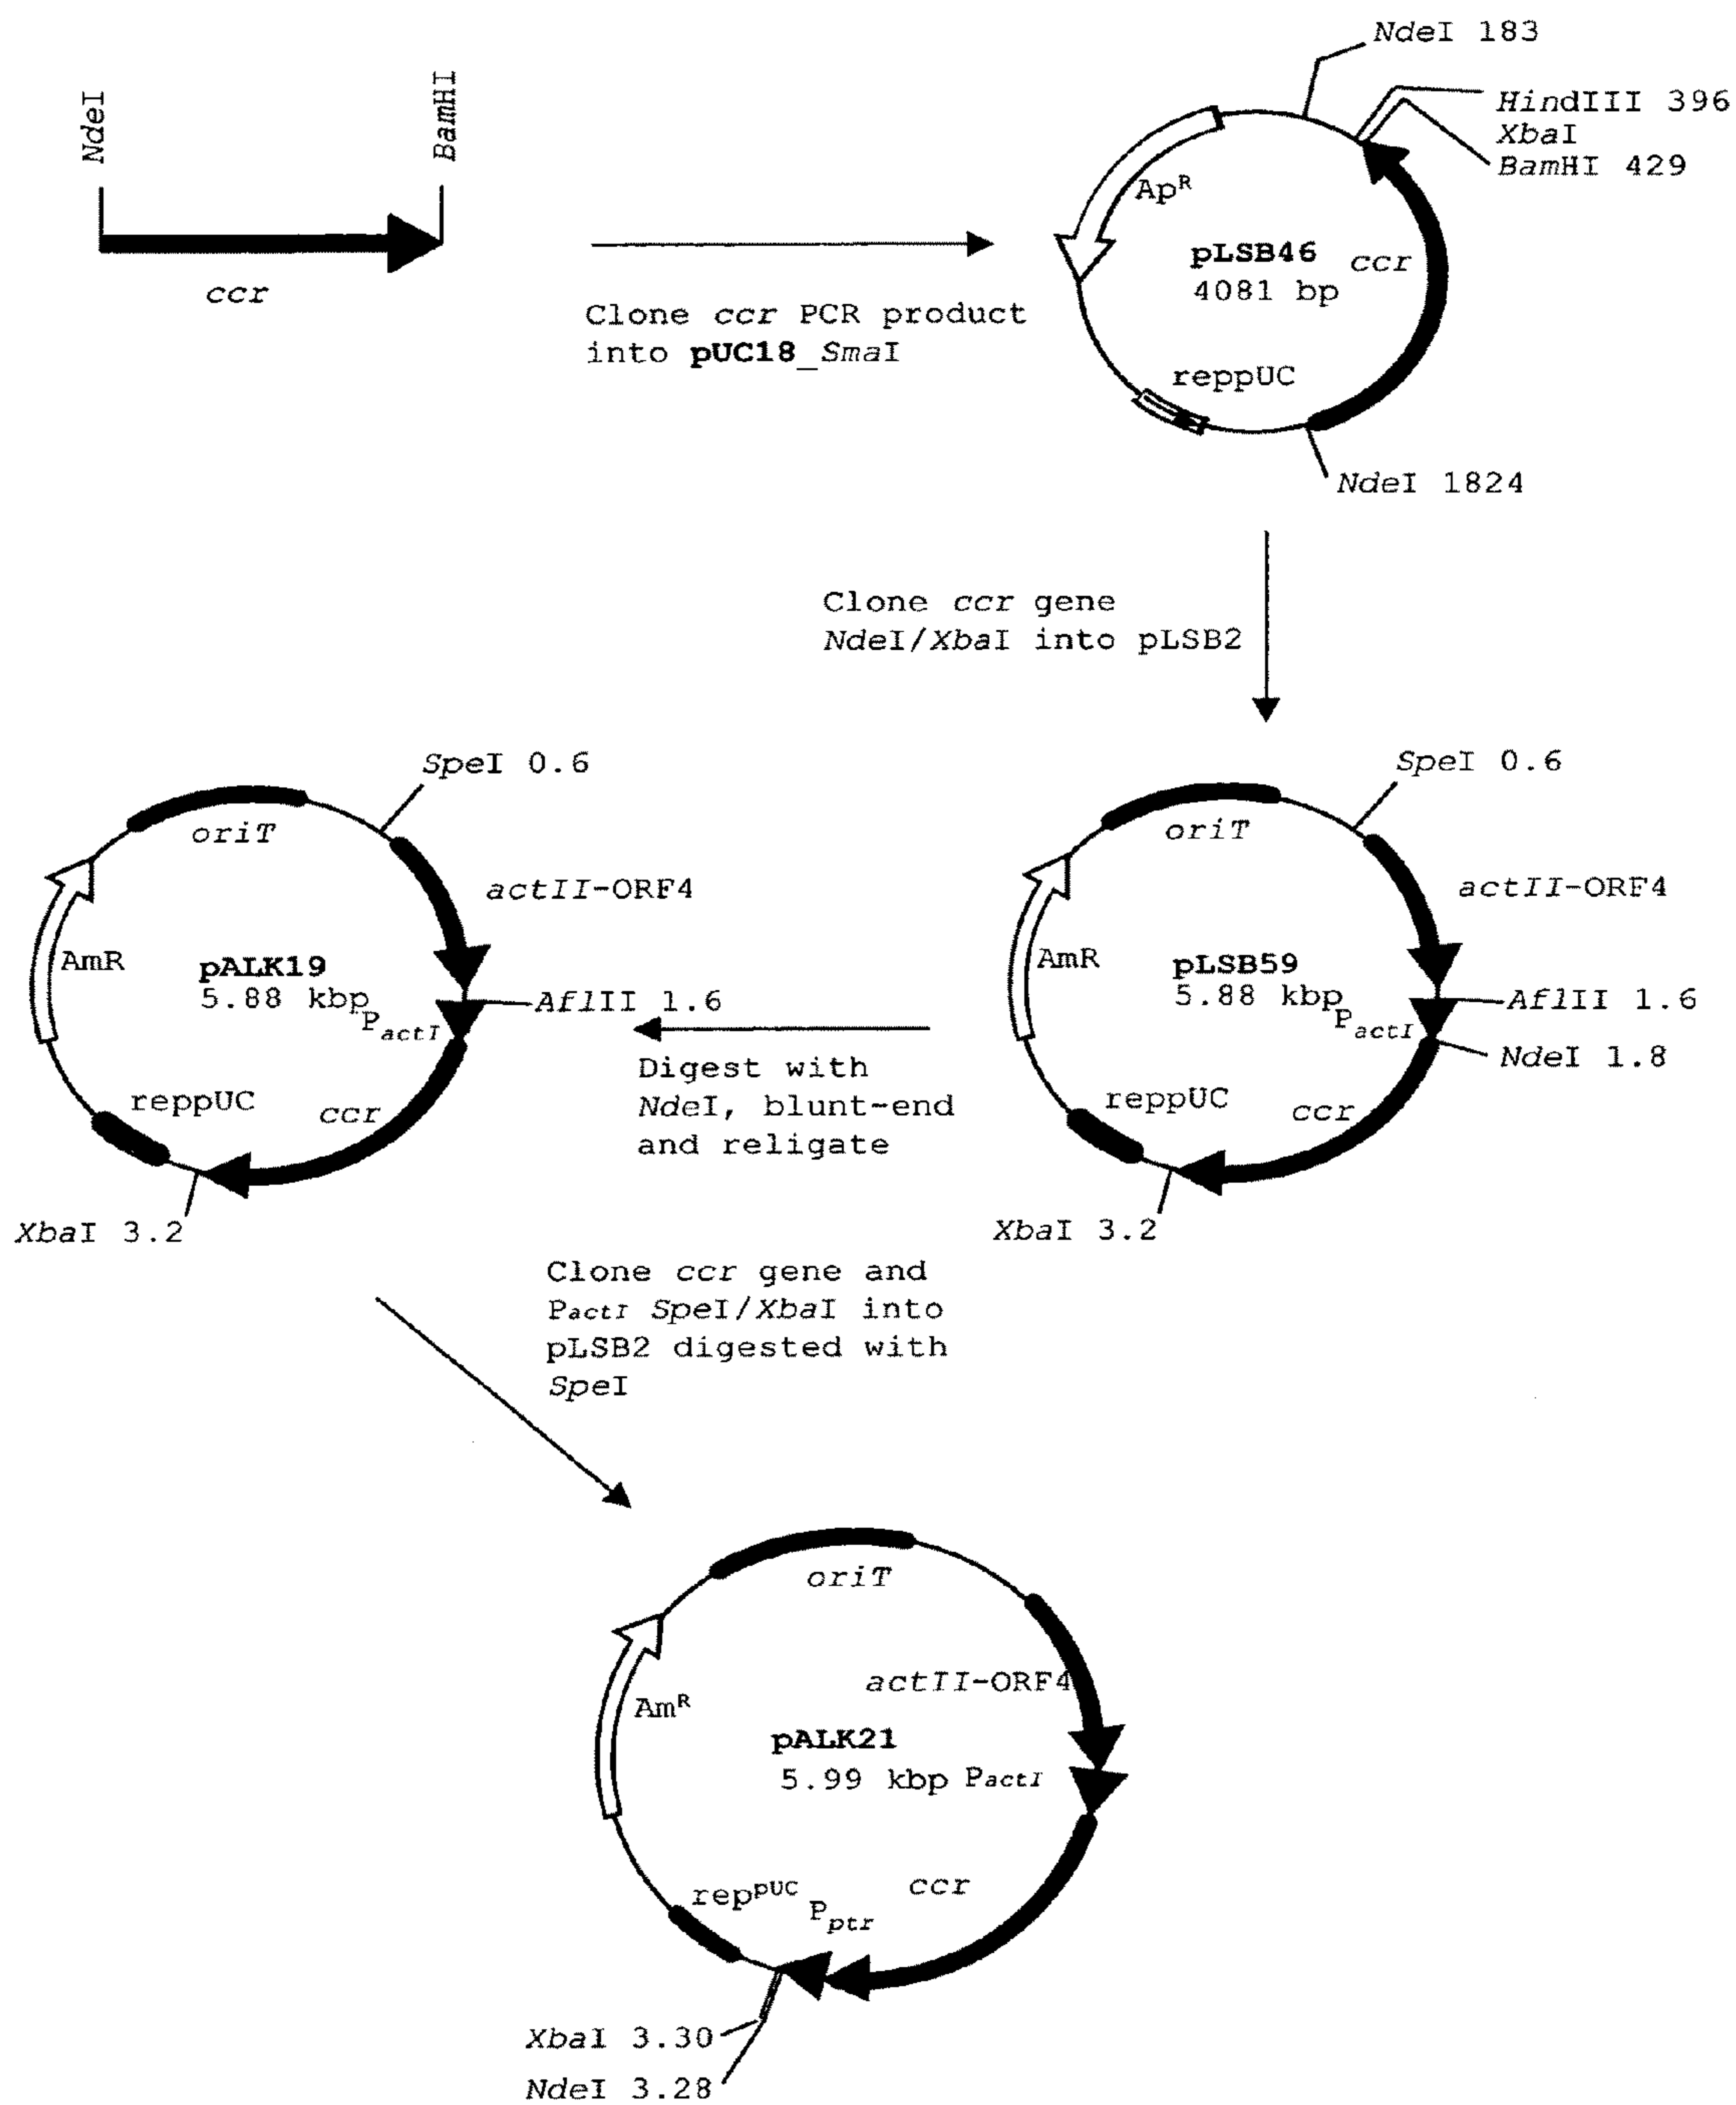 NdeI
BamHI
ccr
Clone ccr PCR product
into pUC18_SmaI
NdeI 183
HindIII 396
XbaI
BamHI 429
ApR
pLSB46
4081 bp
ccr
reppUC
NdeI 1824
Clone ccr gene
NdeI/XbaI into pLSB2
SpeI 0.6
oriT
actII-ORF4
AmR
pLSB59
5.88 kbp
PactI
AflII 1.6
NdeI 1.8
reppUC
ccr
XbaI 3.2
Digest with
NdeI, blunt-end
and religate
SpeI 0.6
oriT
actII-ORF4
AmR
pALK19
5.88 kbp
PactI
AflII 1.6
reppUC
ccr
XbaI 3.2
Clone ccr gene and
PactI SpeI/XbaI into
pLSB2 digested with
SpeI
oriT
actII-ORF4
AmR
pALK21
5.99 kbp PactI
reppUC
Pptr
ccr
XbaI 3.30
NdeI 3.28